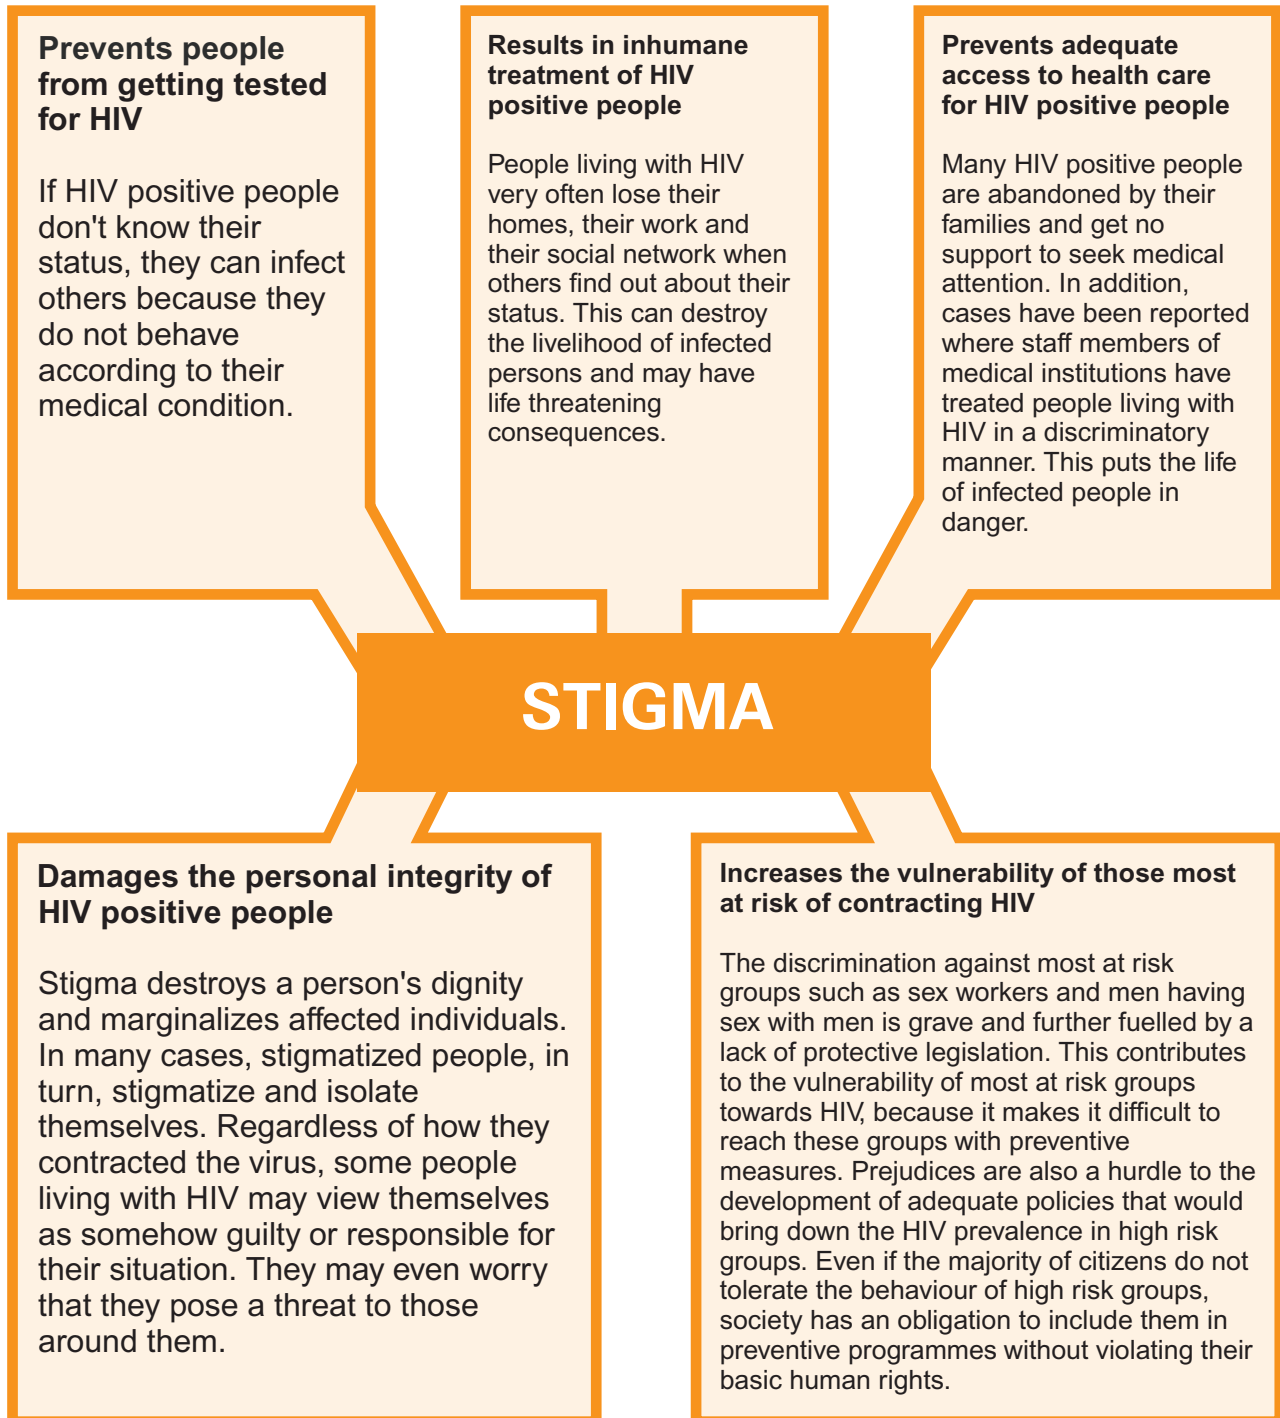 Prevents people
from getting tested
for HIV
If HIV positive people
don't know their
status, they can infect
others because they
do not behave
according to their
medical condition.
Results in inhumane
treatment of HIV
positive people
People living with HIV
very often lose their
homes, their work and
their social network when
others find out about their
status. This can destroy
the livelihood of infected
persons and may have
life threatening
consequences.
Prevents adequate
access to health care
for HIV positive people
Many HIV positive people
are abandoned by their
families and get no
support to seek medical
attention. In addition,
cases have been reported
where staff members of
medical institutions have
treated people living with
HIV in a discriminatory
manner. This puts the life
of infected people in
danger.
STIGMA
Damages the personal integrity of
HIV positive people
Stigma destroys a person's dignity
and marginalizes affected individuals.
In many cases, stigmatized people, in
turn, stigmatize and isolate
themselves. Regardless of how they
contracted the virus, some people
living with HIV may view themselves
as somehow guilty or responsible for
their situation. They may even worry
that they pose a threat to those
around them.
Increases the vulnerability of those most
at risk of contracting HIV
The discrimination against most at risk
groups such as sex workers and men having
sex with men is grave and further fuelled by a
lack of protective legislation. This contributes
to the vulnerability of most at risk groups
towards HIV, because it makes it difficult to
reach these groups with preventive
measures. Prejudices are also a hurdle to the
development of adequate policies that would
bring down the HIV prevalence in high risk
groups. Even if the majority of citizens do not
tolerate the behaviour of high risk groups,
society has an obligation to include them in
preventive programmes without violating their
basic human rights.